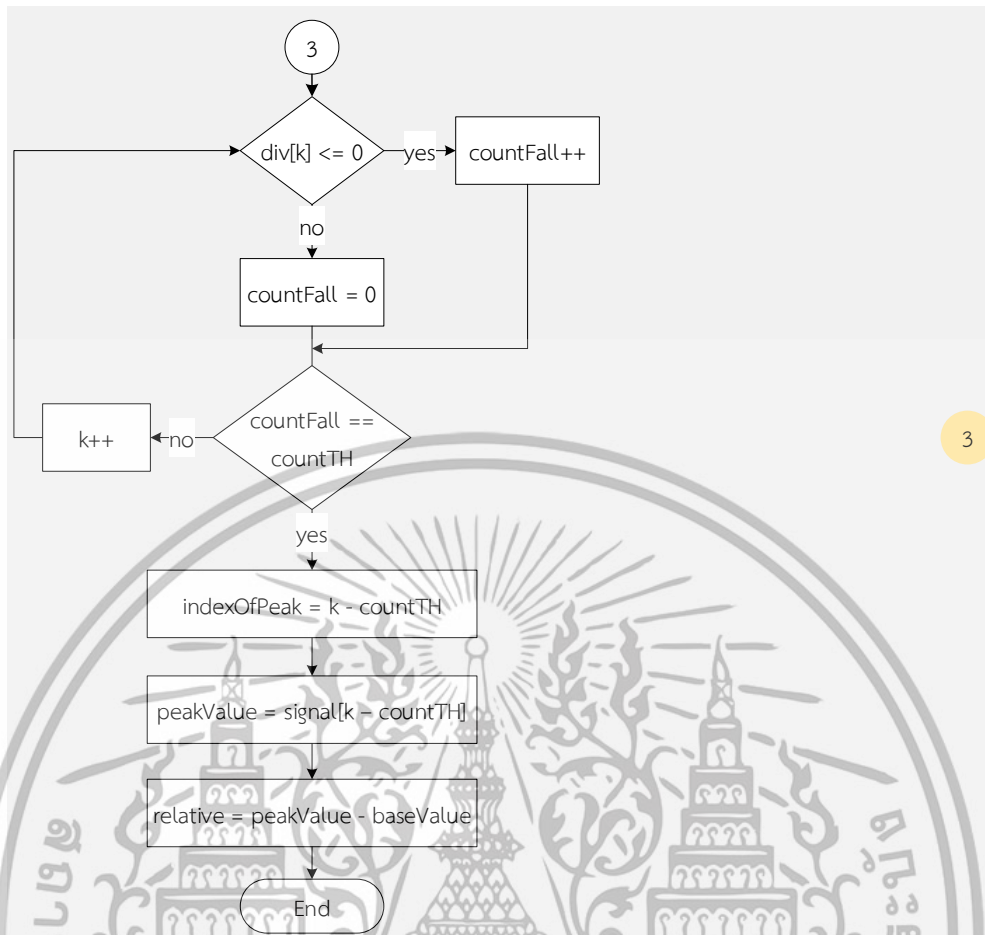 3
div[k] <= 0
yes
countFall++
no
countFall = 0
countFall ==
countTH
no
k++
3
yes
indexOfPeak = k - countTH
peakValue = signal[k – countTH]
relative = peakValue - baseValue
End